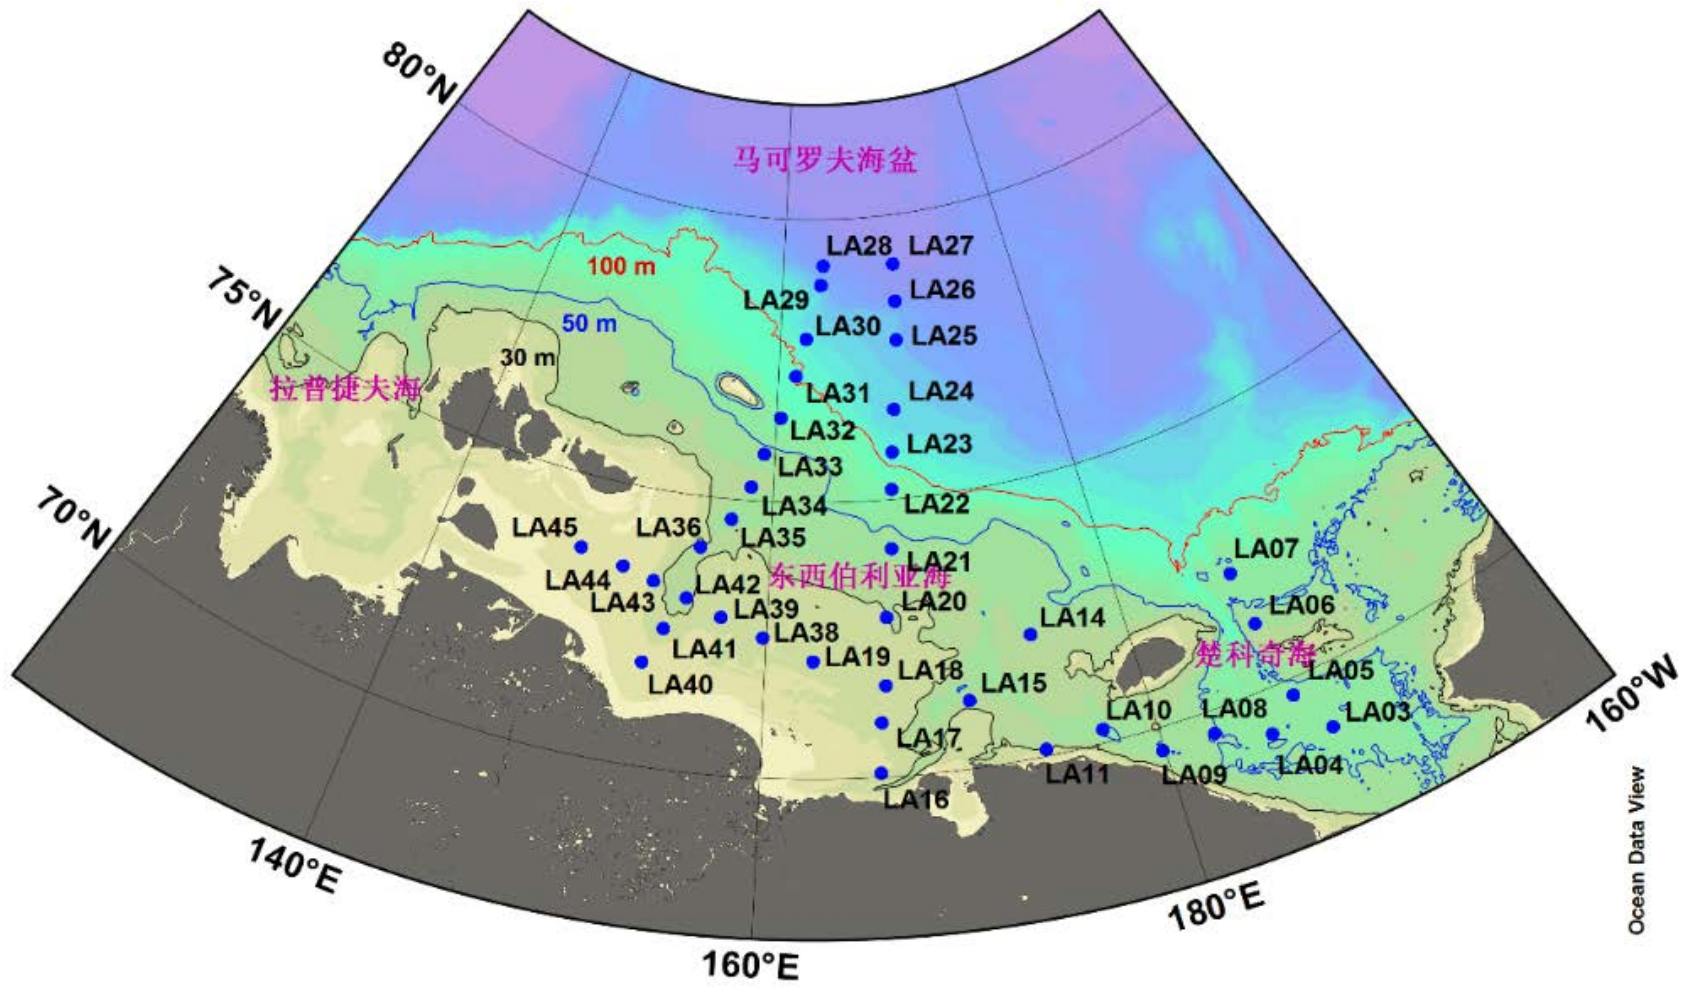 80°N
马可罗夫海盆
LA28
LA27
75°N
100 m
LA29
LA26
50 m
LA30
LA25
30 m
拉普捷夫海
LA31
LA24
LA32
LA23
LA33
70°N
LA34
LA22
LA45
LA36
LA35
LA21
LA07
LA44
LA42
东西伯利亚海
LA43
LA39
LA20
LA14
LA06
LA38
LA41
LA19
LA18
楚科奇海
LA05
LA40
LA15
LA10
LA08
LA03
160°W
LA17
LA11
LA09
LA04
LA16
140°E
180°E
160°E
Ocean Data View